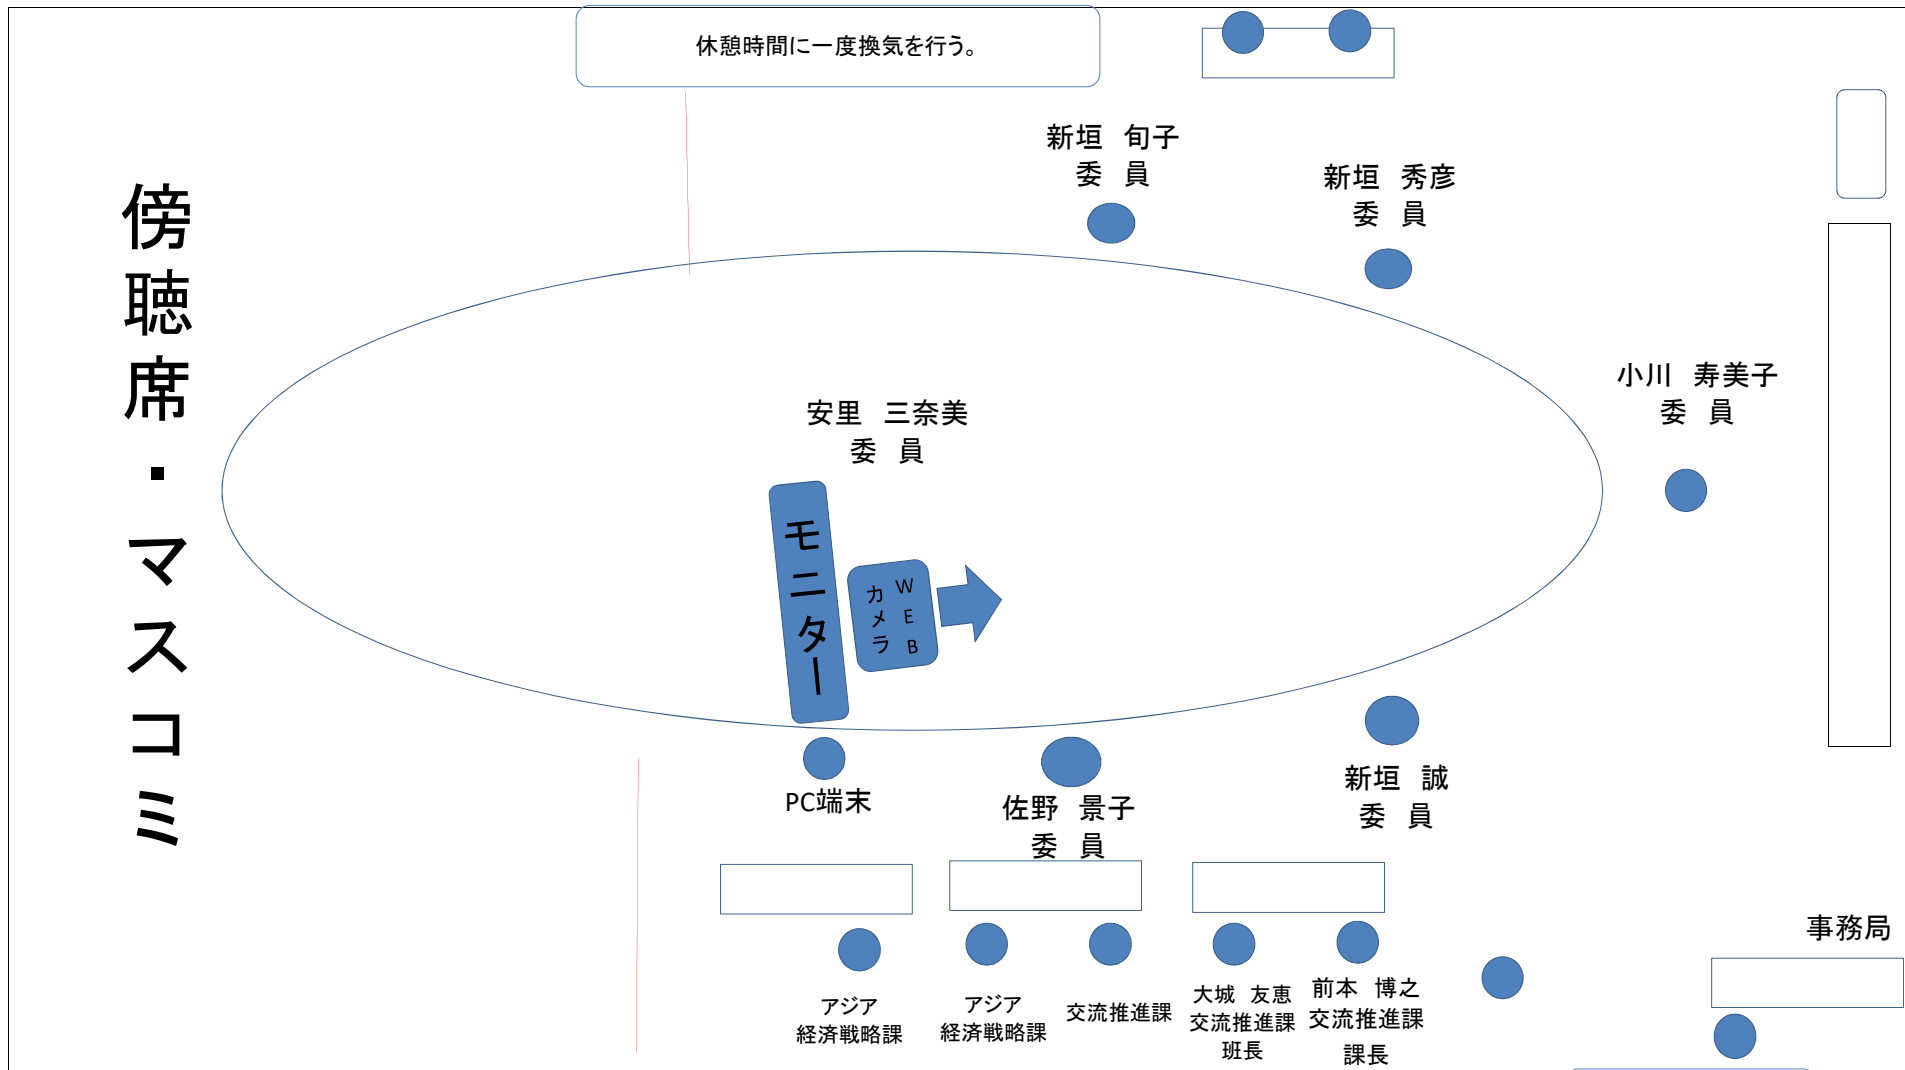 休憩時間に一度換気を行う。
新垣　旬子
委　員
新垣　秀彦
委　員
傍聴席・マスコミ
小川　寿美子
委　員
安里　三奈美
委　員
モニター
WEB
カメラ
PC端末
佐野　景子
委　員
新垣　誠
委　員
事務局
アジア
経済戦略課
アジア
経済戦略課
交流推進課
大城　友恵
交流推進課
班長
前本　博之
交流推進課
課長